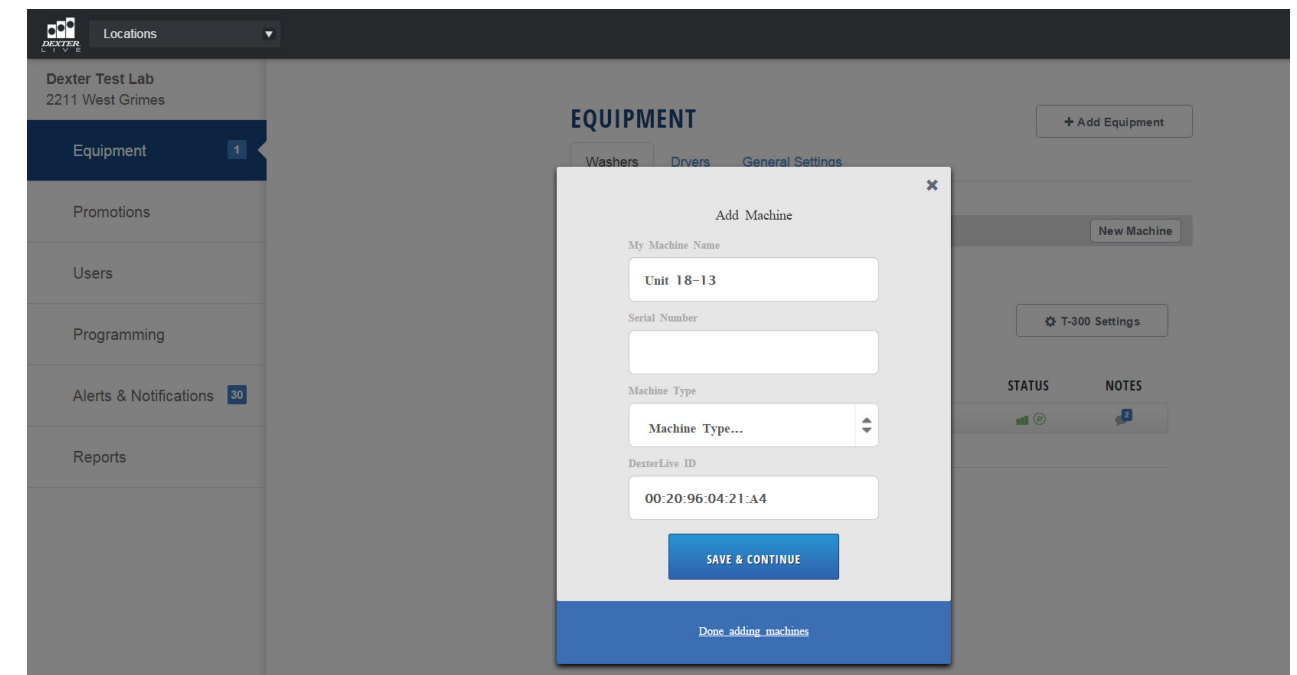 DEXTER
LIVE
Locations
Dexter Test Lab
2211 West Grimes
Equipment 1
Promotions
Users
Programming
Alerts & Notifications 30
Reports
EQUIPMENT
+ Add Equipment
Washers Dryers General Settings
New Machine
T-300 Settings
STATUS NOTES
2
Add Machine
My Machine Name
Unit 18-13
Serial Number
Machine Type
Machine Type...
DexterLive ID
00:20:96:04:21:A4
SAVE & CONTINUE
Done adding machines